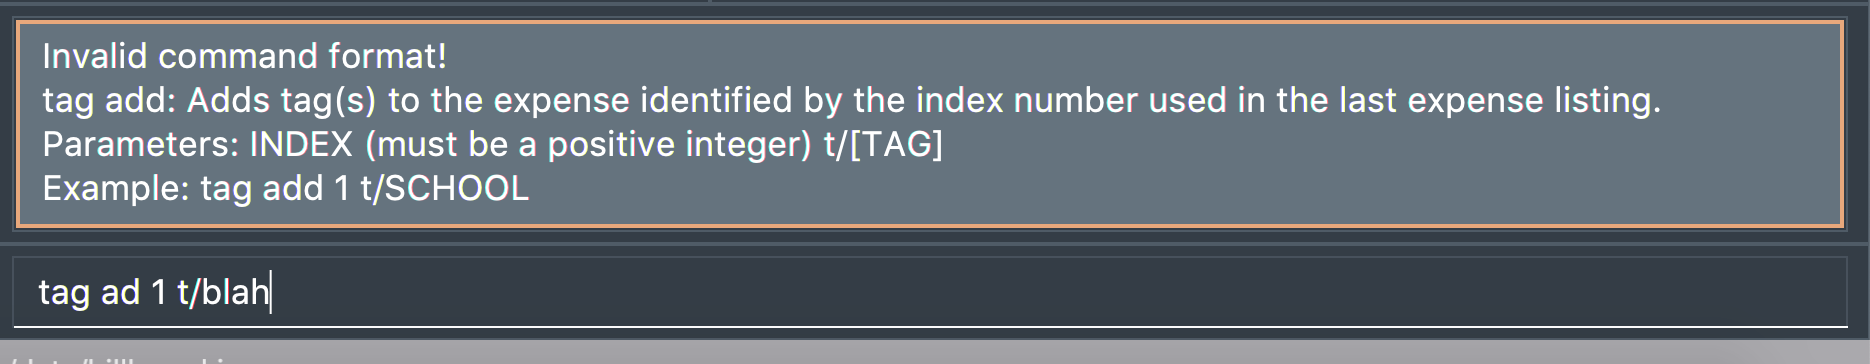 Invalid command format!
tag add: Adds tag(s) to the expense identified by the index number used in the last expense listing.
Parameters: INDEX (must be a positive integer) t/[TAG]
Example: tag add 1 t/SCHOOL
tag ad 1 t/blah